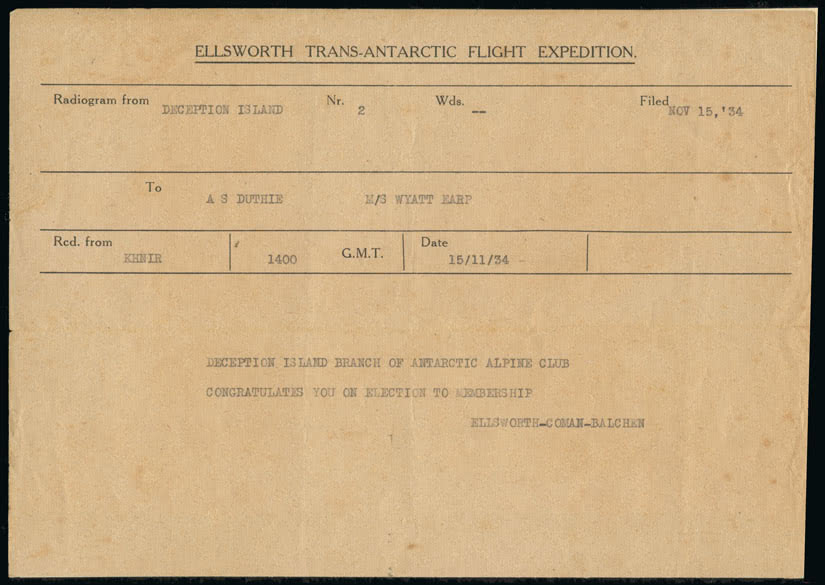 ELLSWORTH TRANS-ANTARCTIC FLIGHT EXPEDITION.
Radiogram from DECEPTION ISLAND Nr. 2 Wds. -- Filed NOV 15,'34
To A S DUTHIE M/S WYATT EARP
Rcd. from KHNIR 1400 G.M.T. Date 15/11/34 -
DECEPTION ISLAND BRANCH OF ANTARCTIC ALPINE CLUB
CONGRATULATES YOU ON ELECTION TO MEMBERSHIP
ELLSWORTH-COMAN-BALCHEN